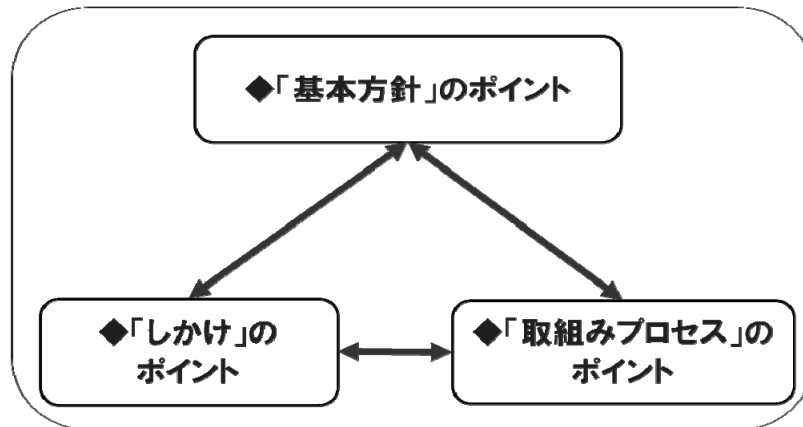 ◆「基本方針」のポイント
◆「しかけ」の
ポイント
◆「取組みプロセス」の
ポイント